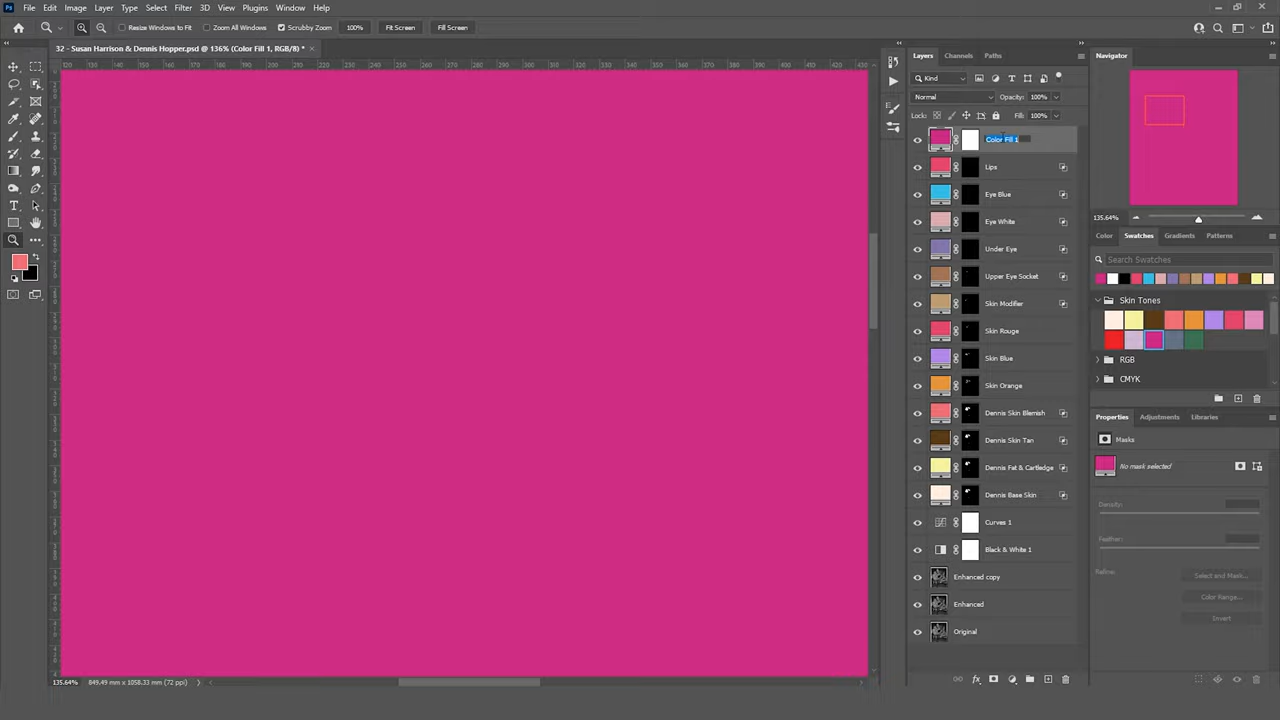 Ps File Edit Image Layer Type Select Filter 3D View Plugins Window Help
Resize Windows to Fit Zoom All Windows Scrubby Zoom 100% Fit Screen Fill Screen
32 - Susan Harrison & Dennis Hopper.psd @ 136% (Color Fill 1, RGB/8) *
Layers Channels Paths
Kind
Normal Opacity: 100%
Lock: Fill: 100%
Color Fill 1
Lips
Eye Blue
Eye White
Under Eye
Upper Eye Socket
Skin Modifier
Skin Rouge
Skin Blue
Skin Orange
Dennis Skin Blemish
Dennis Skin Tan
Dennis Fat & Cartledge
Dennis Base Skin
Curves 1
Black & White 1
Enhanced copy
Enhanced
Original
Navigator
135.64%
Color Swatches Gradients Patterns
Search Swatches
Skin Tones
RGB
CMYK
Properties Adjustments Libraries
Masks
No mask selected
Density:
Feather:
Refine: Select and Mask...
Color Range...
Invert
135.64% 849.49 mm x 1058.33 mm (72 ppi)